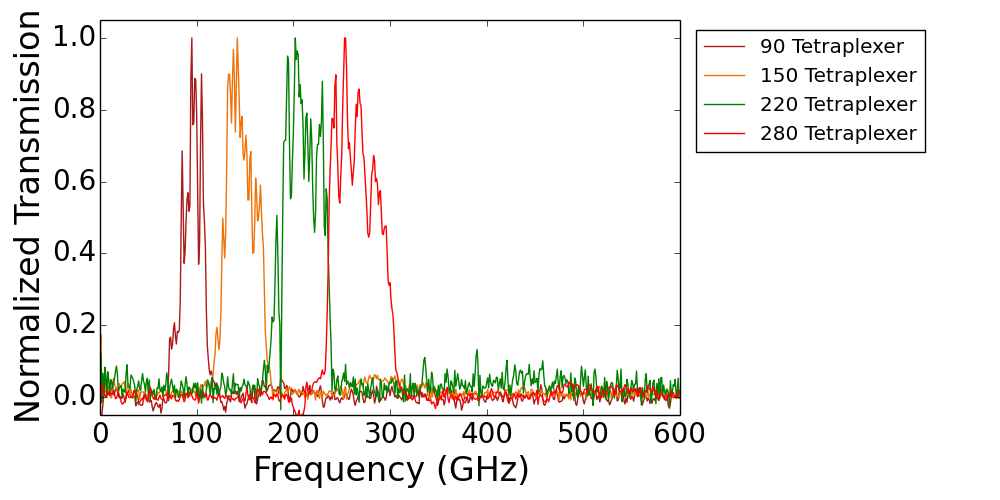 Normalized Transmission
1.0
0.8
0.6
0.4
0.2
0.0
0 100 200 300 400 500 600
Frequency (GHz)
90 Tetraplexer
150 Tetraplexer
220 Tetraplexer
280 Tetraplexer